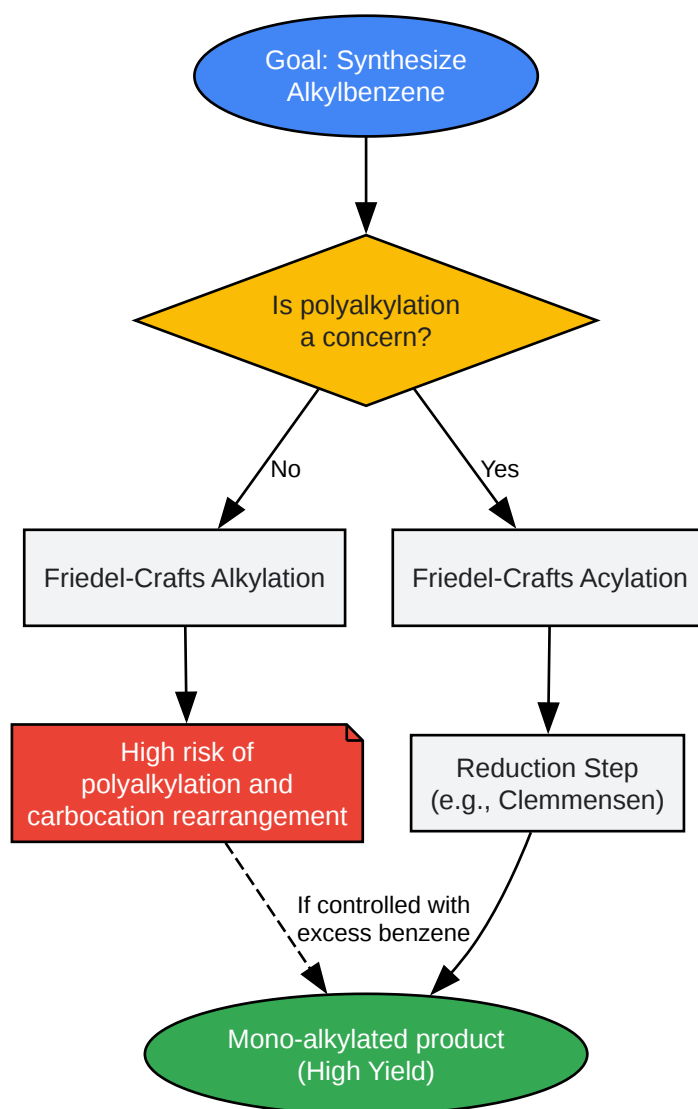 Goal: Synthesize
Alkylbenzene
Is polyalkylation
a concern?
No
Yes
Friedel-Crafts Alkylation
Friedel-Crafts Acylation
High risk of
polyalkylation and
carbocation rearrangement
Reduction Step
(e.g., Clemmensen)
If controlled with
excess benzene
Mono-alkylated product
(High Yield)